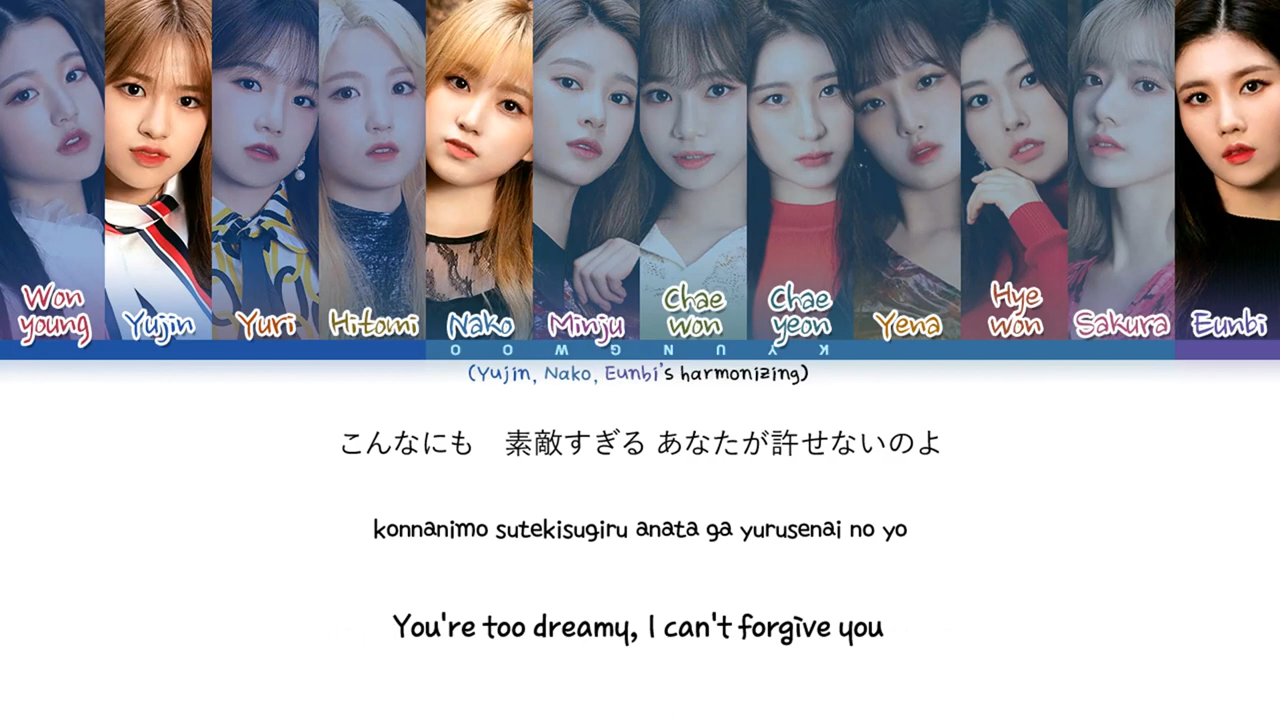 Won young
Yujin
Yuri
Hitomi
Nako
Minju
Chae won
Chae yeon
Yena
Hye won
Sakura
Eunbi
KYUNGWOO
(Yujin, Nako, Eunbi's harmonizing)
こんなにも　素敵すぎる あなたが許せないのよ
konnanimo sutekisugiru anata ga yurusenai no yo
You're too dreamy, I can't forgive you